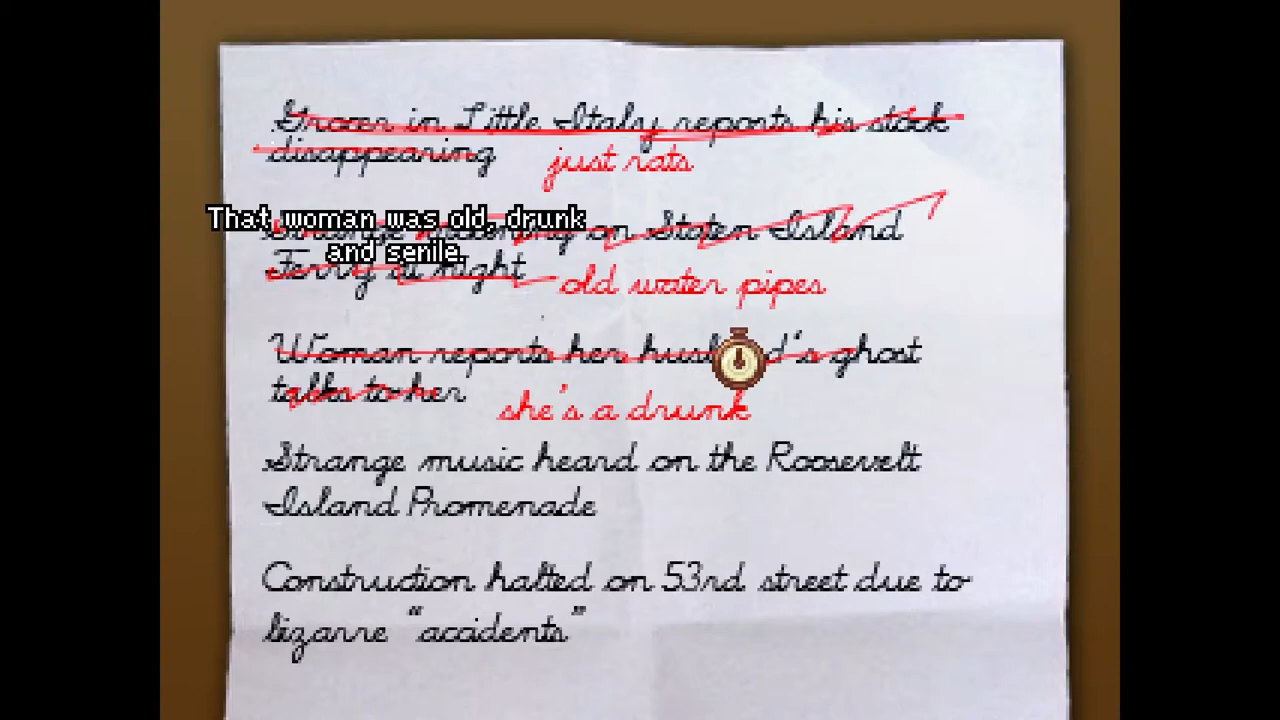 Grocer in Little Italy reports his stock
disappearing just rats
That woman was old, drunk
and senile.
on Staten Island
Ferry at night old water pipes
Woman reports her husband's ghost
talks to her she's a drunk
Strange music heard on the Roosevelt
Island Promenade
Construction halted on 53rd street due to
bizarre "accidents"